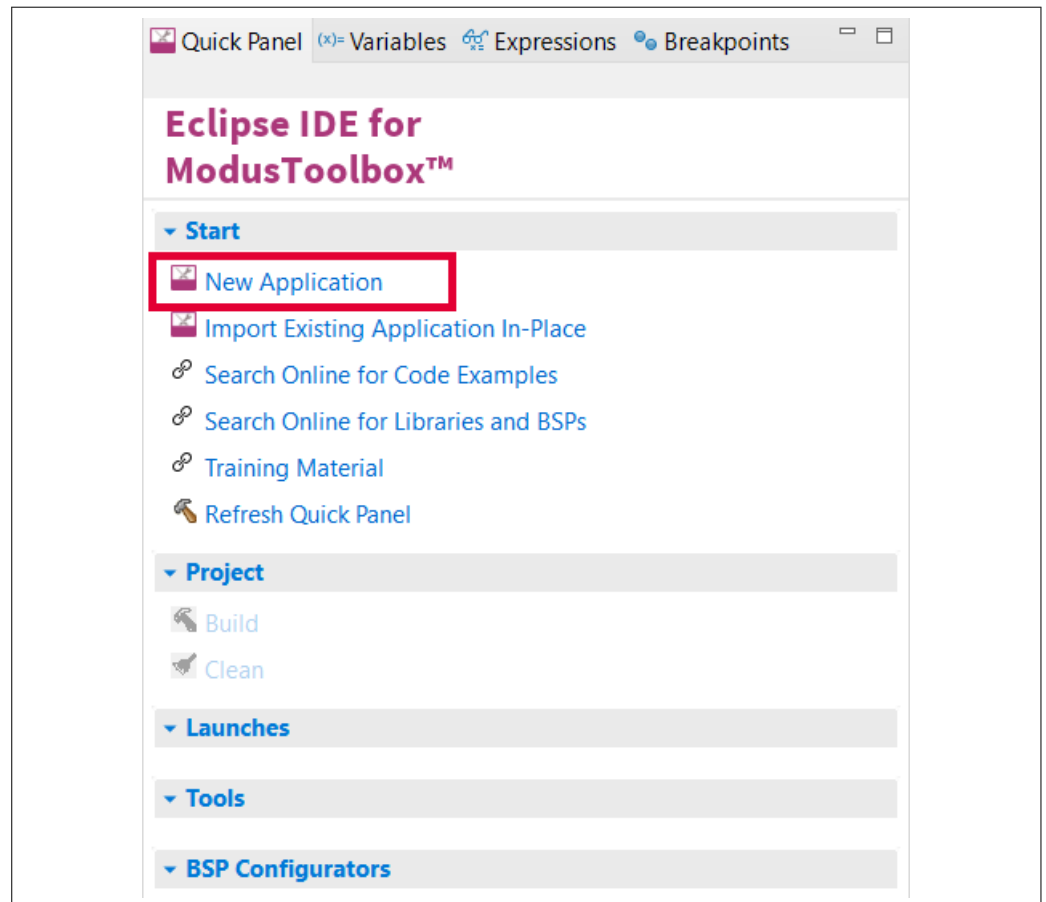 Quick Panel (x)= Variables Expressions Breakpoints
Eclipse IDE for
ModusToolbox™
Start
New Application
Import Existing Application In-Place
Search Online for Code Examples
Search Online for Libraries and BSPs
Training Material
Refresh Quick Panel
Project
Build
Clean
Launches
Tools
BSP Configurators